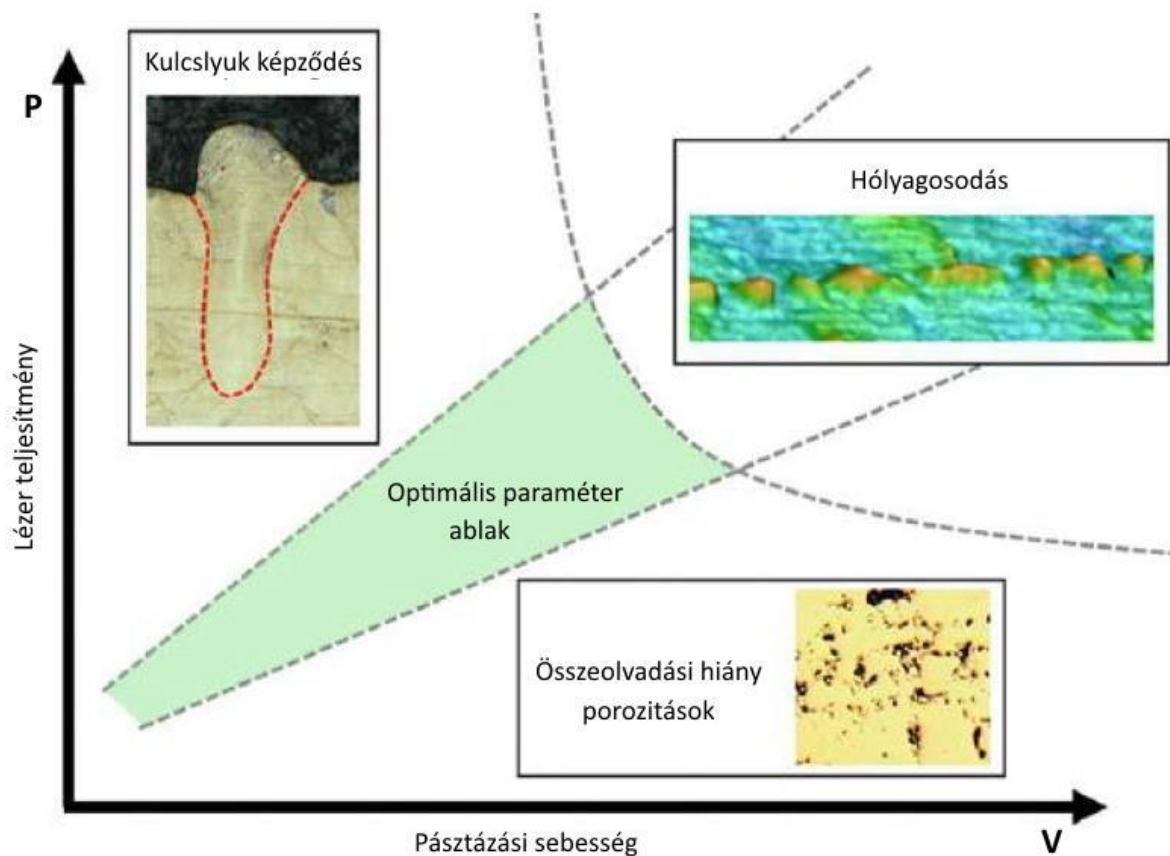 Kulcslyuk képződés
P
Hólyagosodás
Lézer teljesítmény
Optimális paraméter
ablak
Összeolvadási hiány
porozitások
Pásztázási sebesség
V